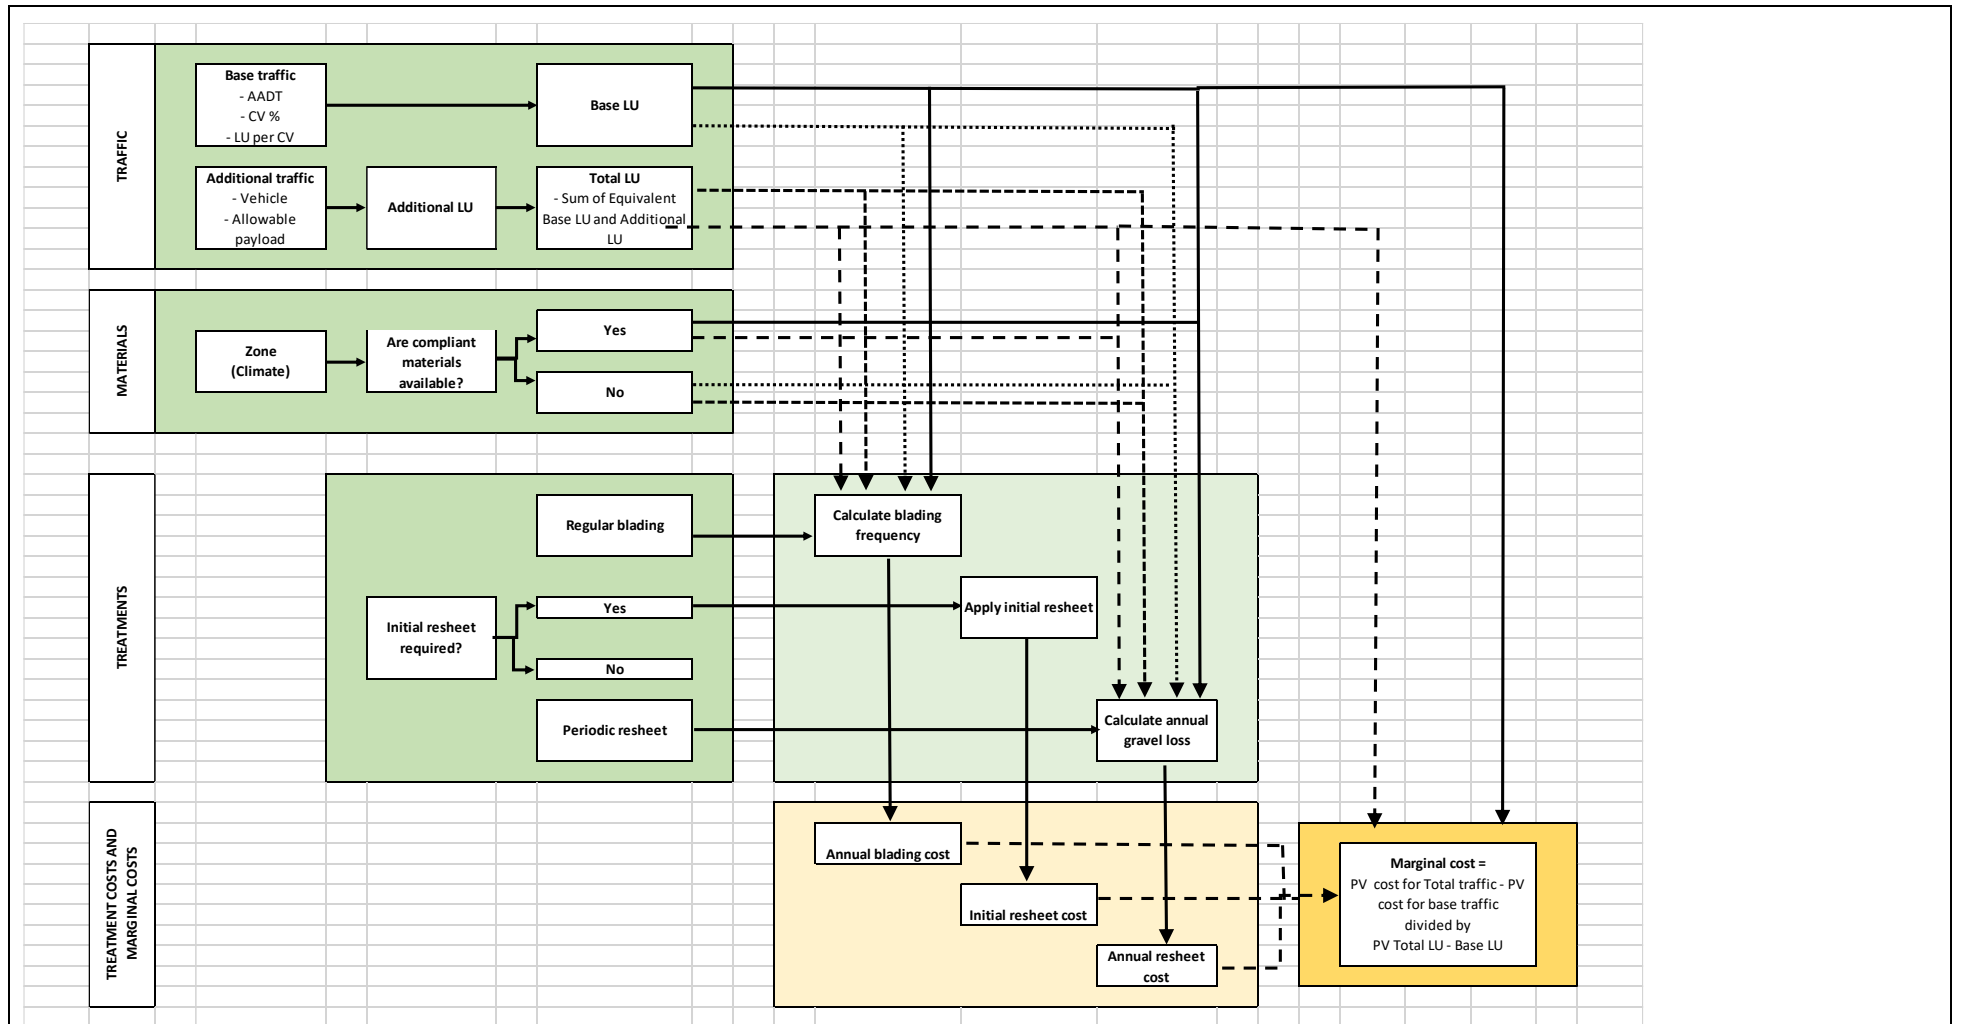 TRAFFIC
Base traffic
- AADT
- CV %
- LU per CV
Base LU
Additional traffic
- Vehicle
- Allowable
payload
Additional LU
Total LU
- Sum of Equivalent
Base LU and Additional
LU
MATERIALS
Zone
(Climate)
Are compliant
materials
available?
Yes
No
TREATMENTS
Regular blading
Initial resheet
required?
Yes
No
Periodic resheet
Calculate blading
frequency
Apply initial resheet
Calculate annual
gravel loss
TREATMENT COSTS AND
MARGINAL COSTS
Annual blading cost
Initial resheet cost
Annual resheet
cost
Marginal cost =
PV cost for Total traffic - PV
cost for base traffic
divided by
PV Total LU - Base LU